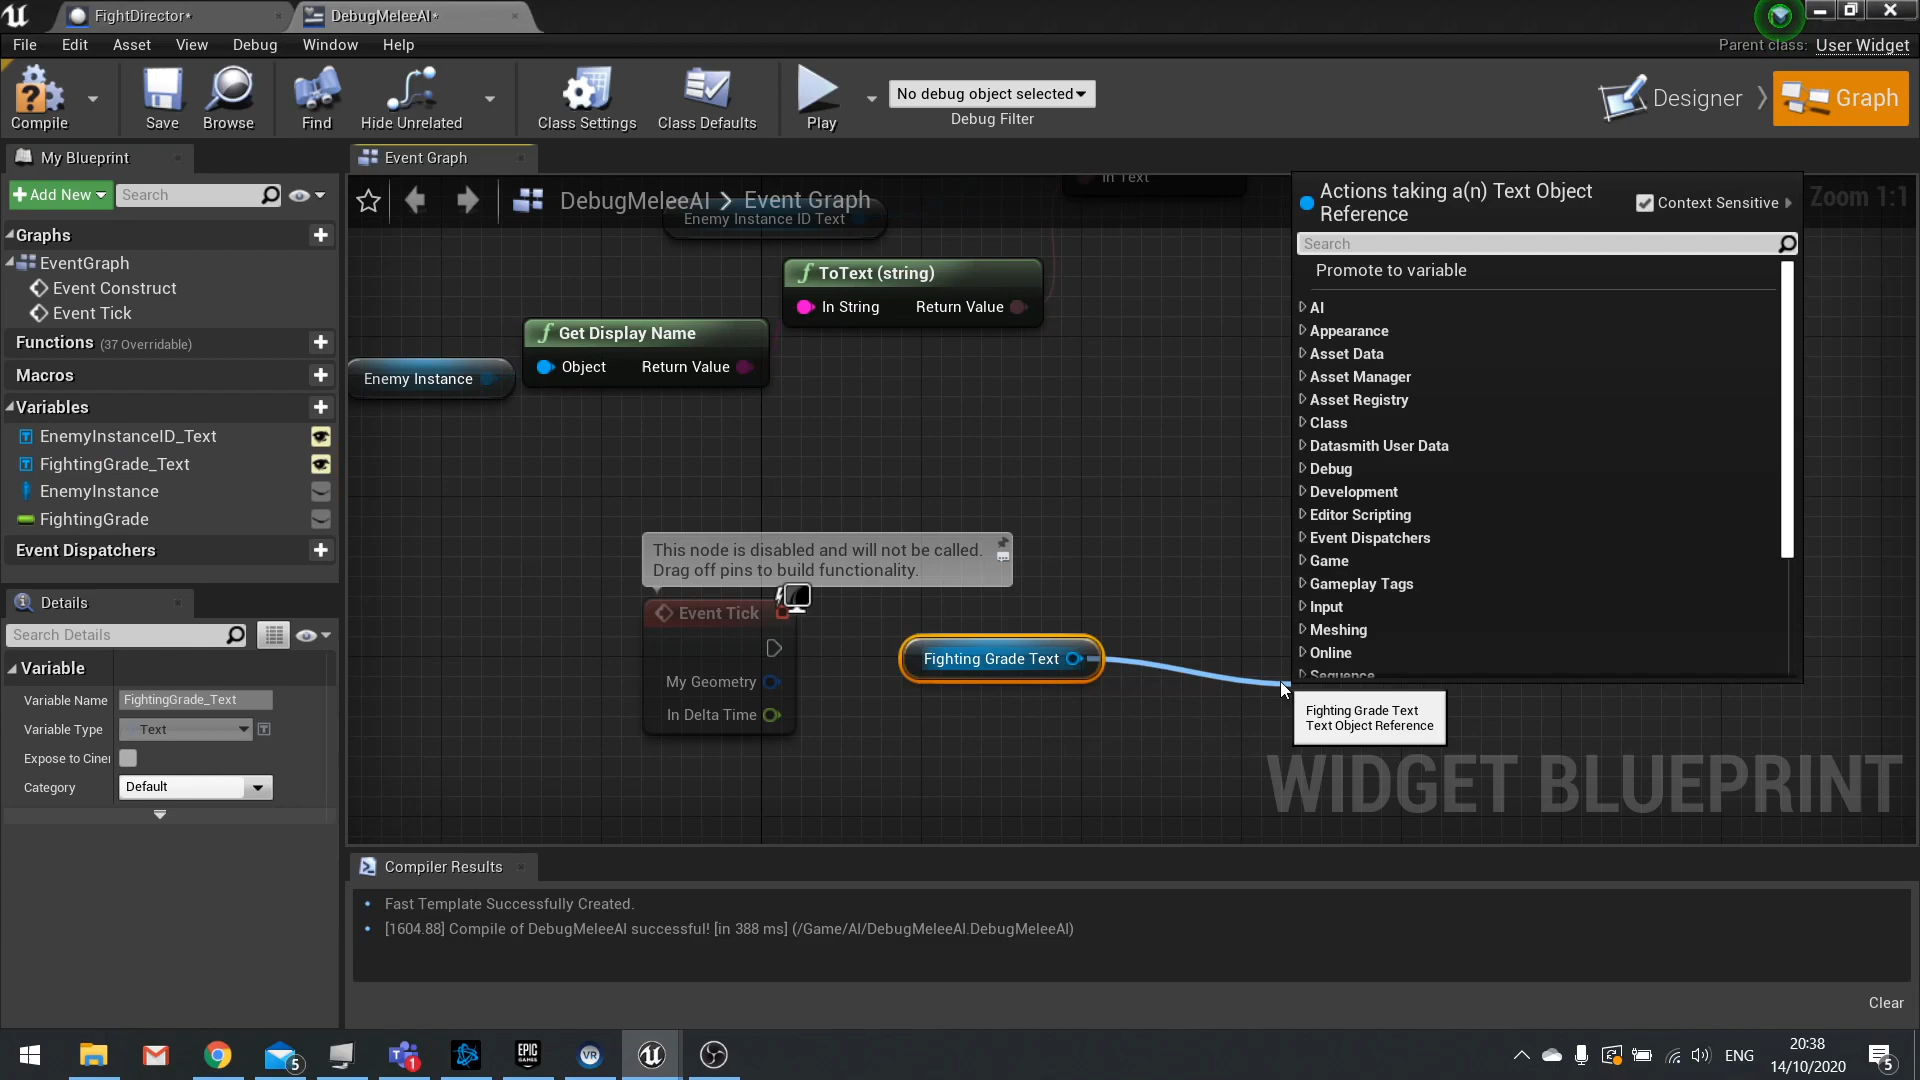 FightDirector*
DebugMeleeAI*
File Edit Asset View Debug Window Help
Parent class: User Widget
Compile
Save
Browse
Find
Hide Unrelated
Class Settings
Class Defaults
Play
No debug object selected
Debug Filter
Designer
Graph
My Blueprint
Add New
Search
Graphs
EventGraph
Event Construct
Event Tick
Functions (37 Overridable)
Macros
Variables
EnemyInstanceID_Text
FightingGrade_Text
EnemyInstance
FightingGrade
Event Dispatchers
Details
Search Details
Variable
Variable Name FightingGrade_Text
Variable Type Text
Expose to Cine
Category Default
Event Graph
DebugMeleeAI > Event Graph
Zoom 1:1
In Text
Enemy Instance ID Text
f ToText (string)
In String Return Value
f Get Display Name
Object Return Value
Enemy Instance
This node is disabled and will not be called.
Drag off pins to build functionality.
Event Tick
My Geometry
In Delta Time
Fighting Grade Text
Actions taking a(n) Text Object
Reference
Context Sensitive
Search
Promote to variable
AI
Appearance
Asset Data
Asset Manager
Asset Registry
Class
Datasmith User Data
Debug
Development
Editor Scripting
Event Dispatchers
Game
Gameplay Tags
Input
Meshing
Online
Sequence
Fighting Grade Text
Text Object Reference
WIDGET BLUEPRINT
Compiler Results
Fast Template Successfully Created.
[1604.88] Compile of DebugMeleeAI successful! [in 388 ms] (/Game/AI/DebugMeleeAI.DebugMeleeAI)
Clear
5
1
EPIC
GAMES
VR
ENG
20:38
14/10/2020
5